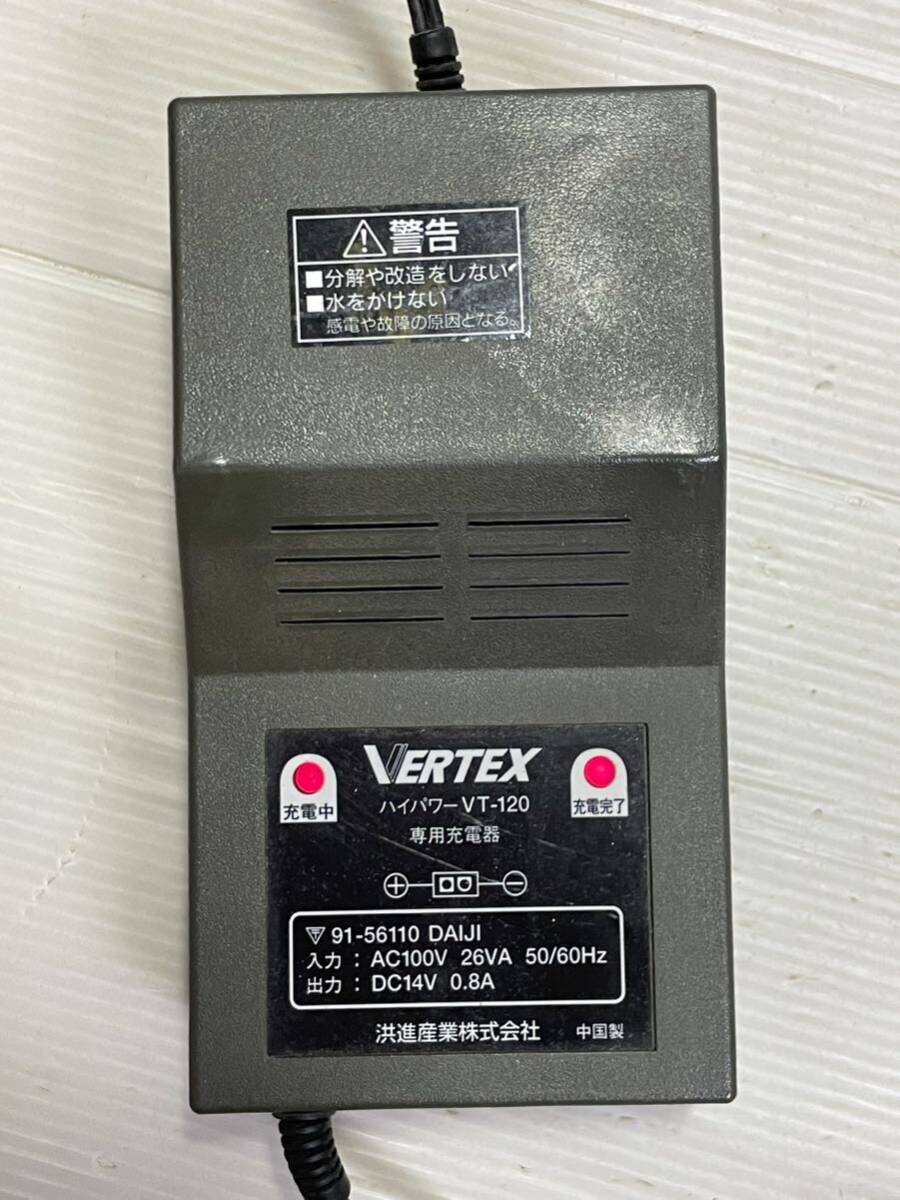 警告
■分解や改造をしない
■水をかけない
感電や故障の原因となる。
VERTEX
充電中
ハイパワーVT-120
充電完了
専用充電器
91-56110 DAIJI
入力：AC100V 26VA 50/60Hz
出力：DC14V 0.8A
洪進産業株式会社 中国製